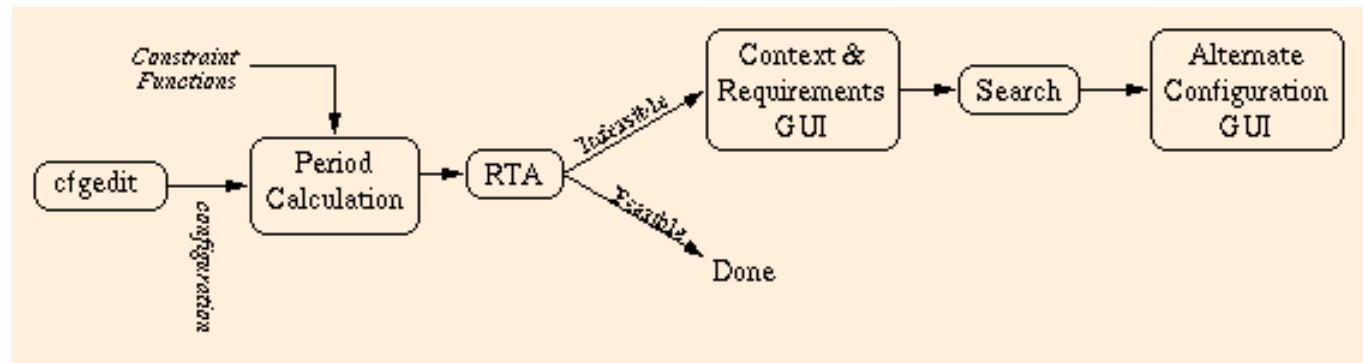 Constraint
Functions
cfgedit
configuration
Period
Calculation
RTA
Infeasible
Feasible
Done
Context &
Requirements
GUI
Search
Alternate
Configuration
GUI